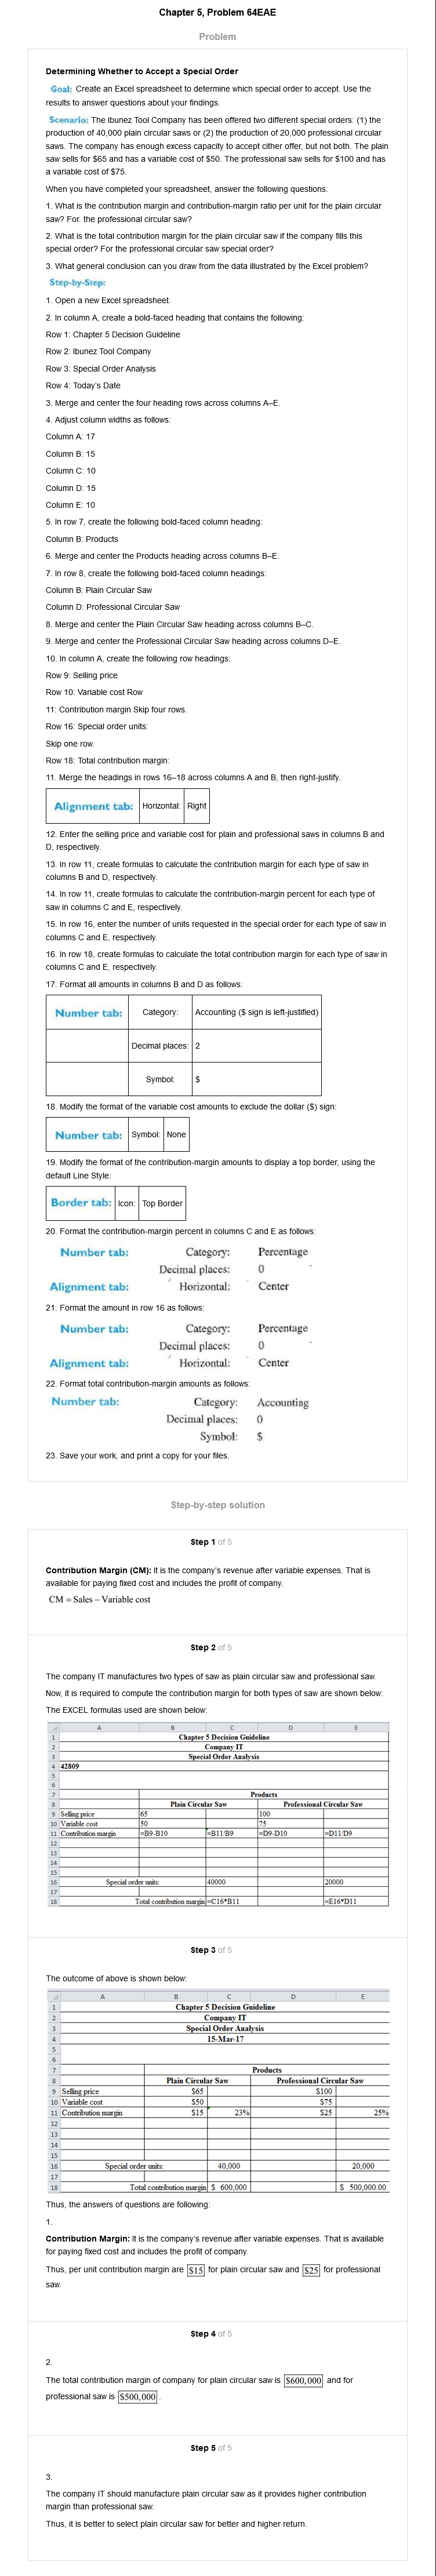 Chapter 5, Problem 64EAE
Problem
Determining Whether to Accept a Special Order
Goal: Create an Excel spreadsheet to determine which special order to accept. Use the
results to answer questions about your findings.
Scenario: The Ibunez Tool Company has been offered two different special orders: (1) the
production of 40,000 plain circular saws or (2) the production of 20,000 professional circular
saws. The company has enough excess capacity to accept either offer, but not both. The plain
saw sells for $65 and has a variable cost of $50. The professional saw sells for $100 and has
a variable cost of $75.
When you have completed your spreadsheet, answer the following questions:
1. What is the contribution margin and contribution-margin ratio per unit for the plain circular
saw? For. the professional circular saw?
2. What is the total contribution margin for the plain circular saw if the company fills this
special order? For the professional circular saw special order?
3. What general conclusion can you draw from the data illustrated by the Excel problem?
Step-by-Step:
1. Open a new Excel spreadsheet.
2. In column A, create a bold-faced heading that contains the following:
Row 1: Chapter 5 Decision Guideline
Row 2: Ibunez Tool Company
Row 3: Special Order Analysis
Row 4: Today's Date
3. Merge and center the four heading rows across columns A–E.
4. Adjust column widths as follows:
Column A: 17
Column B: 15
Column C: 10
Column D: 15
Column E: 10
5. In row 7, create the following bold-faced column heading:
Column B: Products
6. Merge and center the Products heading across columns B–E.
7. In row 8, create the following bold-faced column headings:
Column B: Plain Circular Saw
Column D: Professional Circular Saw
8. Merge and center the Plain Circular Saw heading across columns B–C.
9. Merge and center the Professional Circular Saw heading across columns D–E.
10. In column A, create the following row headings:
Row 9: Selling price
Row 10: Variable cost Row
11: Contribution margin Skip four rows.
Row 16: Special order units:
Skip one row.
Row 18: Total contribution margin:
11. Merge the headings in rows 16–18 across columns A and B, then right-justify.
Alignment tab: Horizontal: Right
12. Enter the selling price and variable cost for plain and professional saws in columns B and
D, respectively.
13. In row 11, create formulas to calculate the contribution margin for each type of saw in
columns B and D, respectively.
14. In row 11, create formulas to calculate the contribution-margin percent for each type of
saw in columns C and E, respectively.
15. In row 16, enter the number of units requested in the special order for each type of saw in
columns C and E, respectively.
16. In row 18, create formulas to calculate the total contribution margin for each type of saw in
columns C and E, respectively.
17. Format all amounts in columns B and D as follows:
Number tab: Category: Accounting ($ sign is left-justified)
Decimal places: 2
Symbol: $
18. Modify the format of the variable cost amounts to exclude the dollar ($) sign:
Number tab: Symbol: None
19. Modify the format of the contribution-margin amounts to display a top border, using the
default Line Style:
Border tab: Icon: Top Border
20. Format the contribution-margin percent in columns C and E as follows:
Number tab: Category: Percentage
Decimal places: 0
Alignment tab: Horizontal: Center
21. Format the amount in row 16 as follows:
Number tab: Category: Percentage
Decimal places: 0
Alignment tab: Horizontal: Center
22. Format total contribution-margin amounts as follows:
Number tab: Category: Accounting
Decimal places: 0
Symbol: $
23. Save your work, and print a copy for your files.
Step-by-step solution
Step 1 of 5
Contribution Margin (CM): It is the company's revenue after variable expenses. That is
available for paying fixed cost and includes the profit of company.
CM = Sales – Variable cost
Step 2 of 5
The company IT manufactures two types of saw as plain circular saw and professional saw.
Now, it is required to compute the contribution margin for both types of saw are shown below:
The EXCEL formulas used are shown below:
A B C D E
1 Chapter 5 Decision Guideline
2 Company IT
3 Special Order Analysis
4 42809
5
6
7 Products
8 Plain Circular Saw Professional Circular Saw
9 Selling price 65 100
10 Variable cost 50 75
11 Contribution margin =B9-B10 =B11/B9 =D9-D10 =D11/D9
12
13
14
15
16 Special order units: 40000 20000
17
18 Total contribution margin =C16*B11 =E16*D11
Step 3 of 5
The outcome of above is shown below:
A B C D E
1 Chapter 5 Decision Guideline
2 Company IT
3 Special Order Analysis
4 15-Mar-17
5
6
7 Products
8 Plain Circular Saw Professional Circular Saw
9 Selling price $65 $100
10 Variable cost $50 $75
11 Contribution margin $15 23% $25 25%
12
13
14
15
16 Special order units: 40,000 20,000
17
18 Total contribution margin $ 600,000 $ 500,000.00
Thus, the answers of questions are following:
1.
Contribution Margin: It is the company's revenue after variable expenses. That is available
for paying fixed cost and includes the profit of company.
Thus, per unit contribution margin are $15 for plain circular saw and $25 for professional
saw.
Step 4 of 5
2.
The total contribution margin of company for plain circular saw is $600,000 and for
professional saw is $500,000.
Step 5 of 5
3.
The company IT should manufacture plain circular saw as it provides higher contribution
margin than professional saw.
Thus, it is better to select plain circular saw for better and higher return.